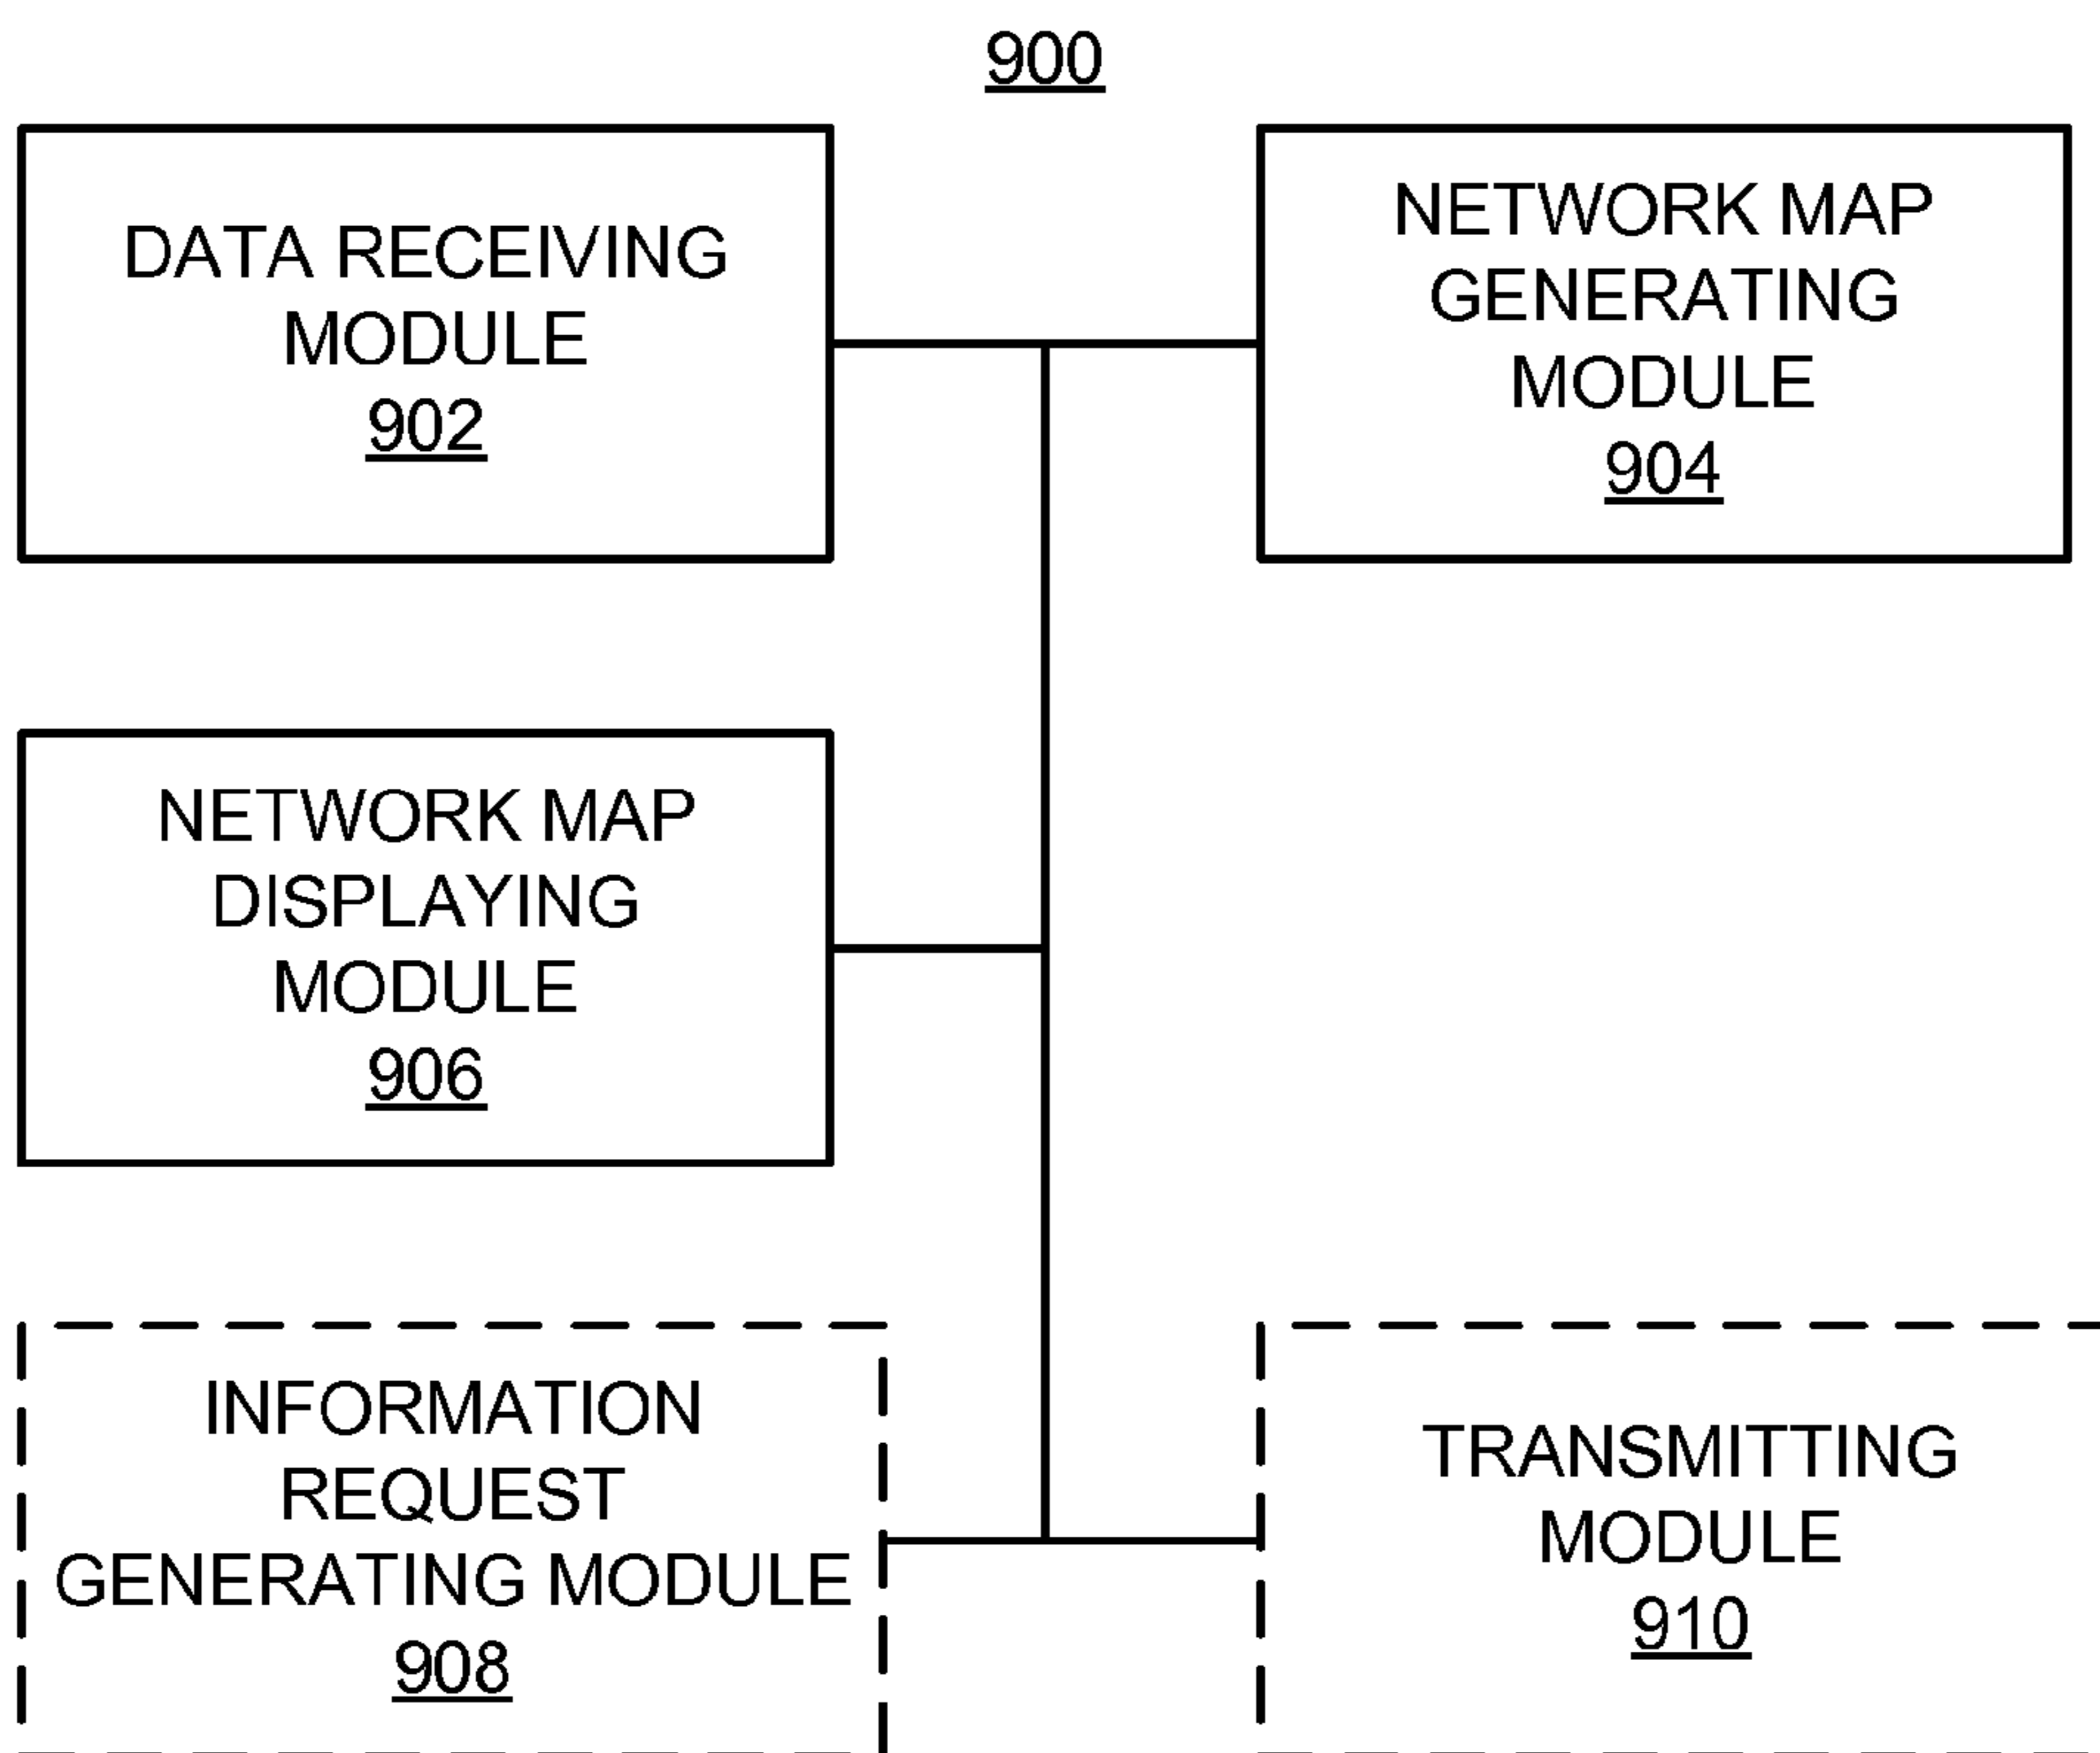 900
DATA RECEIVING
MODULE
902
NETWORK MAP
GENERATING
MODULE
904
NETWORK MAP
DISPLAYING
MODULE
906
INFORMATION
REQUEST
GENERATING MODULE
908
TRANSMITTING
MODULE
910